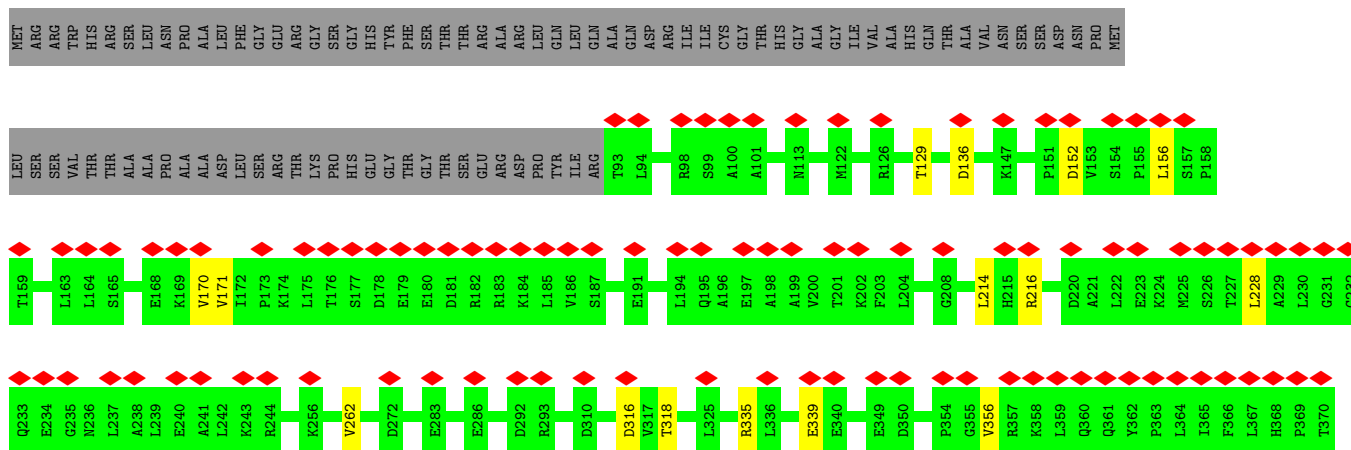 MET ARG ARG TRP HIS ARG SER LEU ASN PRO ALA LEU PHE GLY GLU ARG GLY SER GLY HIS TYR PHE SER THR THR ARG ALA ARG LEU GLN LEU GLN ALA GLN ASP ARG ILE ILE CYS GLY THR HIS GLY ALA GLY ILE VAL ALA HIS GLN THR ALA VAL ASN SER SER ASP ASN PRO MET
LEU SER SER VAL THR THR ALA ALA PRO ALA ALA ASP LEU SER ARG THR LYS PRO HIS GLU GLY THR GLY THR SER GLU ARG ASP PRO TYR ILE ARG T93 L94 R98 S99 A100 A101 N113 M122 R126 T129 D136 K147 P151 D152 V153 S154 P155 L156 S157 P158
T159 L163 L164 S165 E168 K169 V170 V171 I172 P173 K174 L175 T176 S177 D178 E179 E180 D181 R182 R183 K184 L185 V186 S187 E191 L194 Q195 A196 E197 A198 A199 V200 T201 K202 F203 L204 G208 L214 H215 R216 D220 A221 L222 E223 K224 M225 S226 T227 L228 A229 L230 G231 G232
Q233 E234 G235 N236 L237 A238 L239 E240 A241 L242 K243 R244 K256 V262 D272 E283 E286 D292 R293 D310 D316 V317 T318 L325 R335 L336 E339 E340 E349 D350 P354 G355 V356 R357 K358 L359 Q360 Q361 Y362 P363 L364 I365 F366 L367 H368 P369 T370